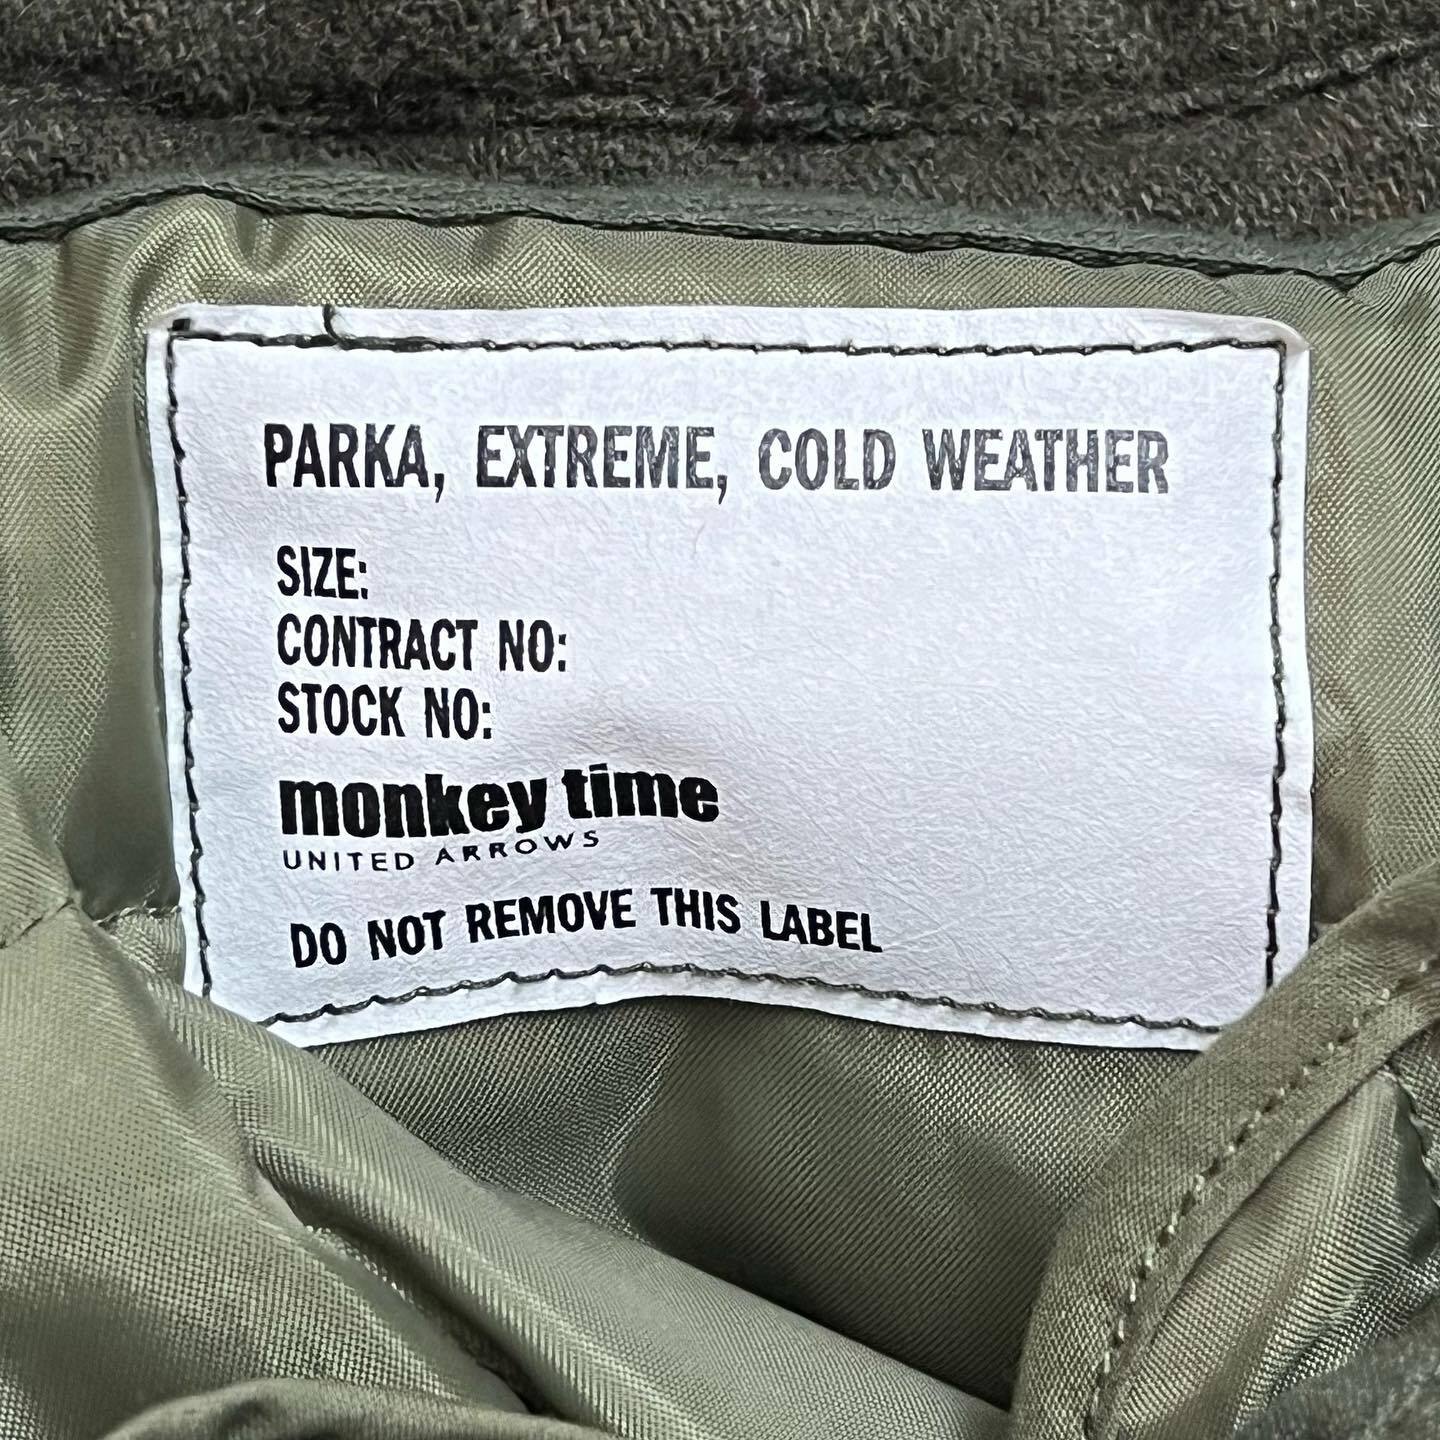 PARKA, EXTREME, COLD WEATHER
SIZE:
CONTRACT NO:
STOCK NO:
monkey time
UNITED ARROWS
DO NOT REMOVE THIS LABEL